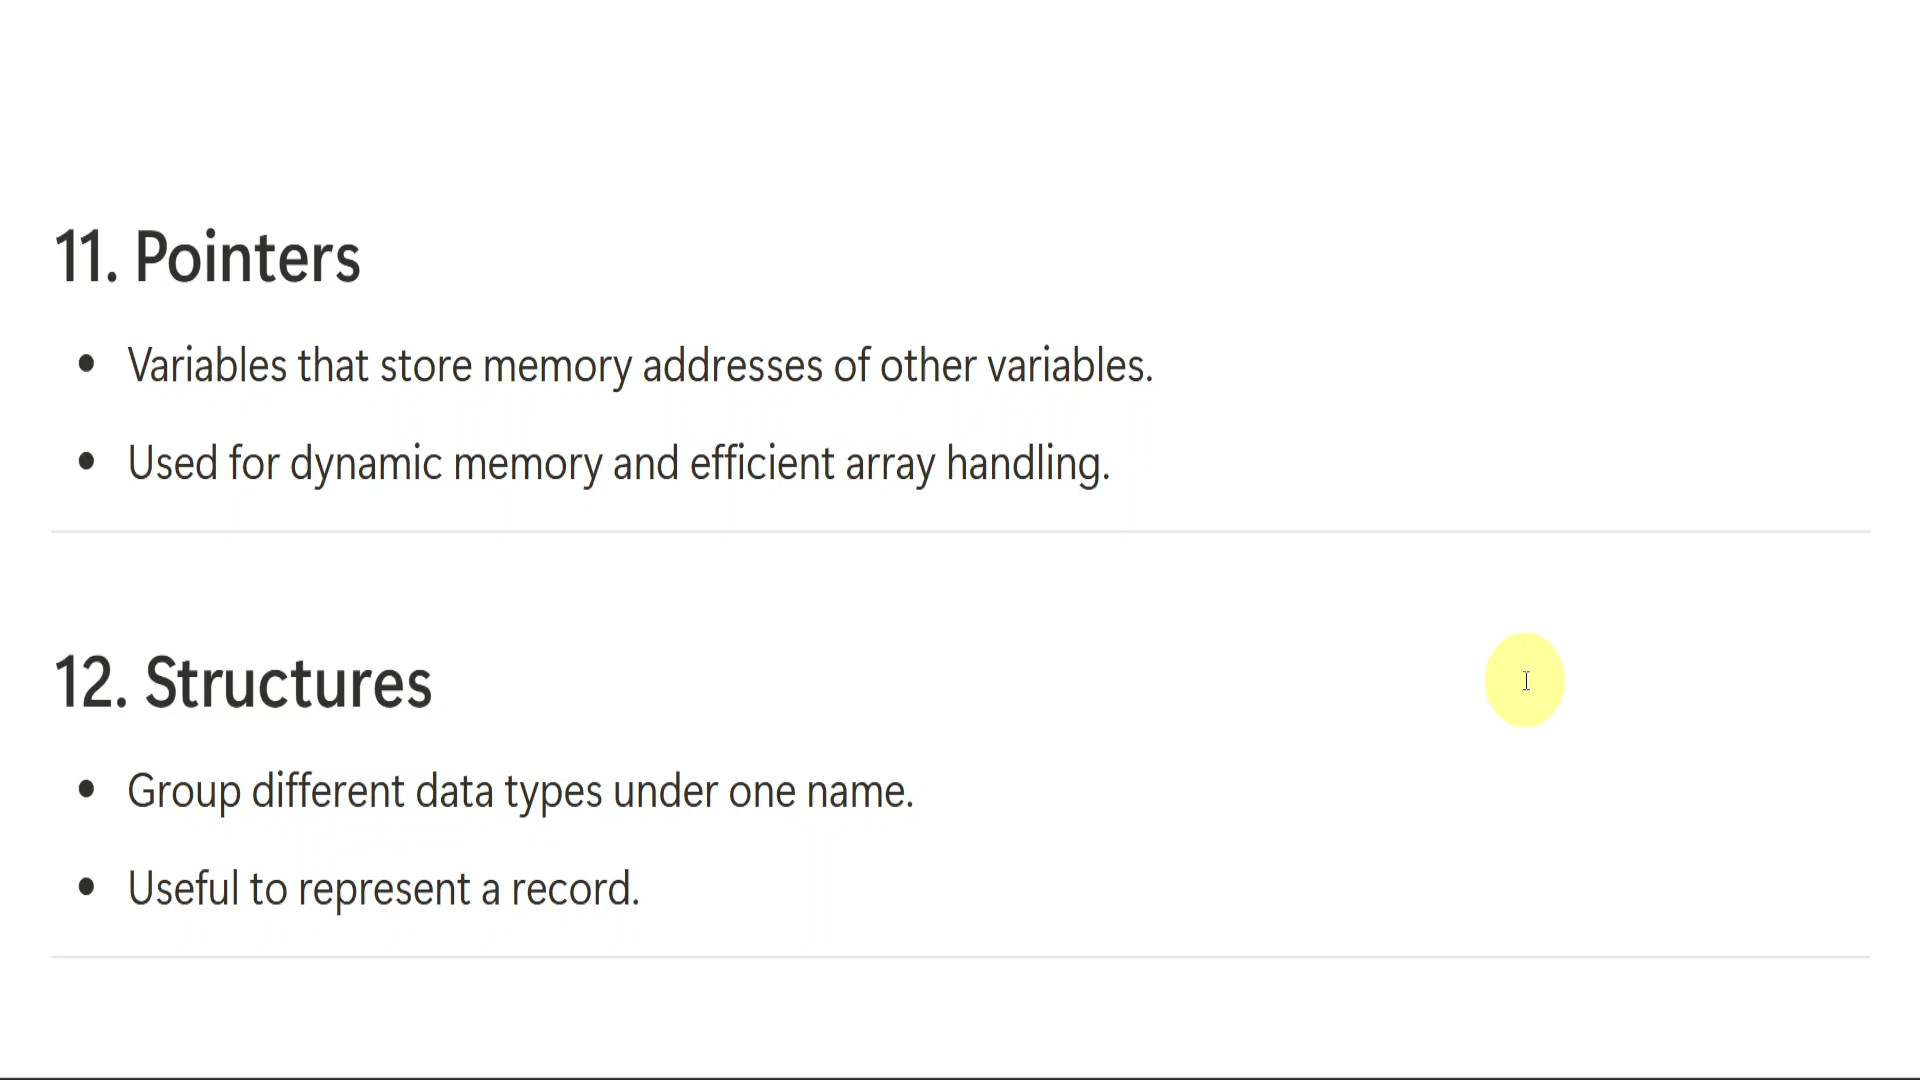 11. Pointers
• Variables that store memory addresses of other variables.
• Used for dynamic memory and efficient array handling.
12. Structures
• Group different data types under one name.
• Useful to represent a record.